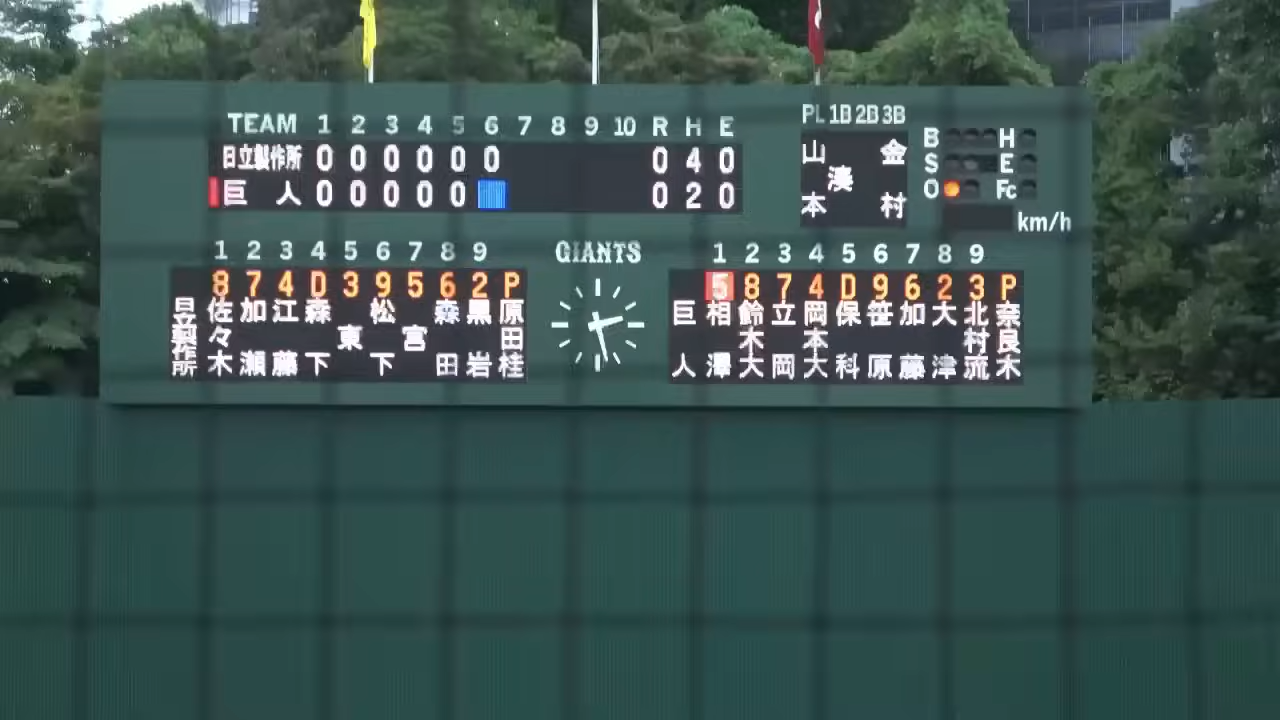 TEAM 1 2 3 4 5 6 7 8 9 10 R H E
日立製作所 0 0 0 0 0 0 0 4 0
巨人 0 0 0 0 0 0 2 0
PL 1B 2B 3B
山本 湊 金村
B H
S E
O Fc
km/h
GIANTS
1 2 3 4 5 6 7 8 9
8 7 4 D 3 9 5 6 2 P
日立製作所 佐々木 加瀬 江藤 森下 東 松下 宮 森田 黒岩 原田桂
1 2 3 4 5 6 7 8 9
5 8 7 4 D 9 6 2 3 P
巨人 相澤 鈴木大 立岡 岡本大 保科 笹原 加藤 大津 北村流 奈良木